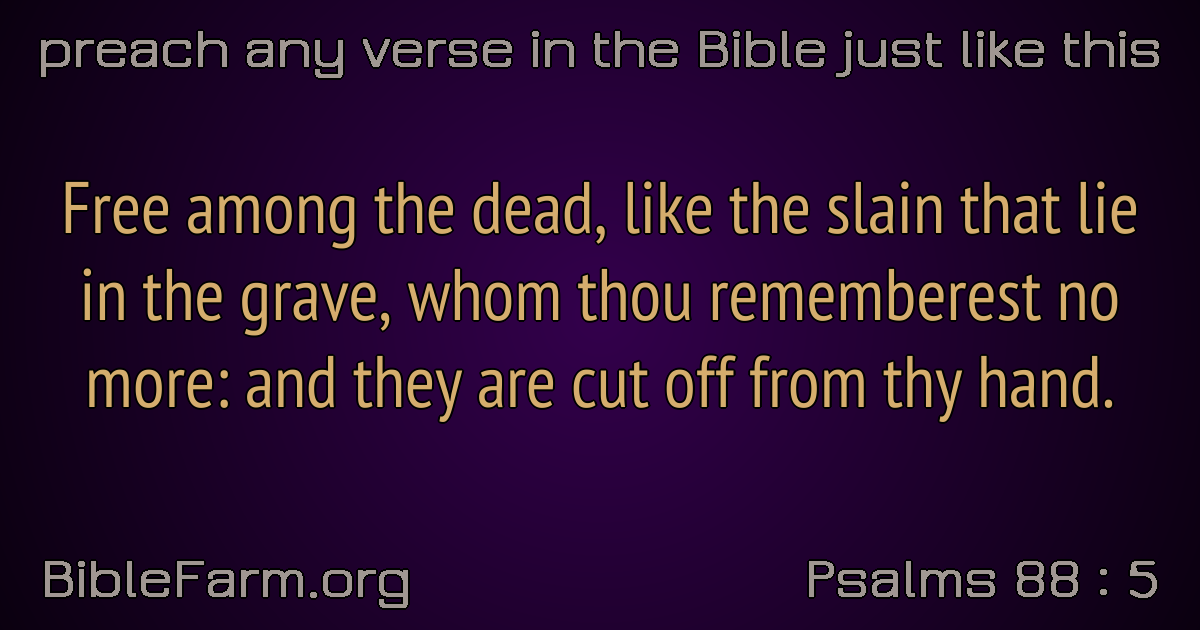 preach any verse in the Bible just like this
Free among the dead, like the slain that lie
in the grave, whom thou rememberest no
more: and they are cut off from thy hand.
BibleFarm.org
Psalms 88 : 5